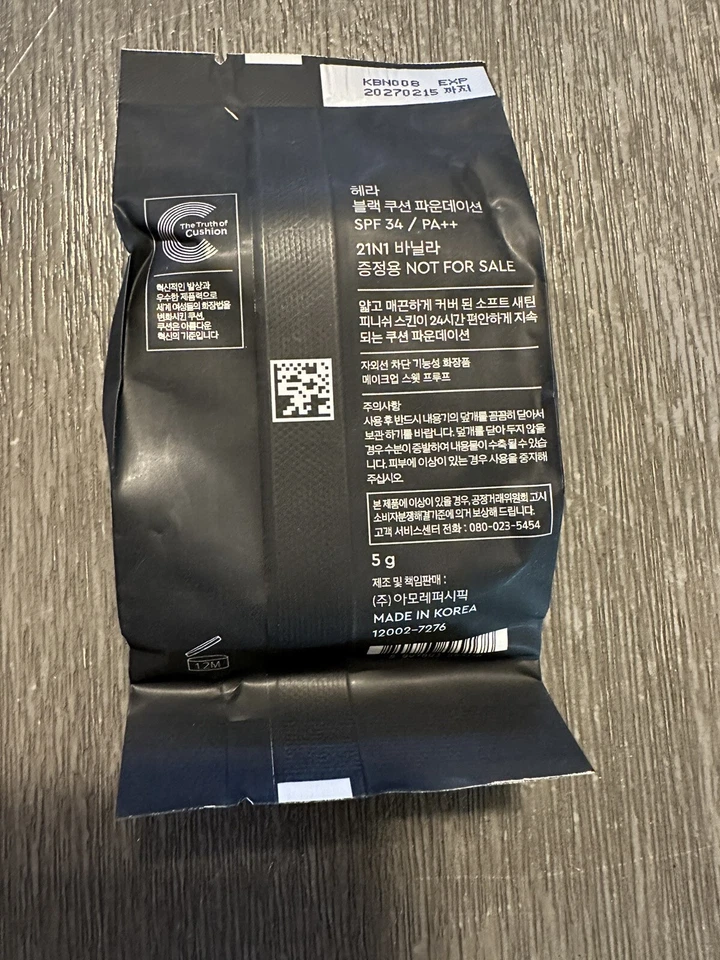 KBN008 EXP
20270215 까지
The Truth of
Cushion
혁신적인 발상과
우수한 제품력으로
세계 여성들의 화장법을
변화시킨 쿠션,
쿠션은 아름다운
혁신의 기준입니다
헤라
블랙 쿠션 파운데이션
SPF 34 / PA++
21N1 바닐라
증정용 NOT FOR SALE
얇고 매끈하게 커버 된 소프트 새틴
피니쉬 스킨이 24시간 편안하게 지속
되는 쿠션 파운데이션
자외선 차단 기능성 화장품
메이크업 스웻 프루프
주의사항
사용 후 반드시 내용기의 덮개를 꼼꼼히 닫아서
보관 하기를 바랍니다. 덮개를 닫아 두지 않을
경우 수분이 증발하여 내용물이 수축 될 수 있습
니다. 피부에 이상이 있는 경우 사용을 중지해
주십시오.
본 제품에 이상이 있을 경우, 공정거래위원회 고시
소비자분쟁해결기준에 의거 보상해 드립니다.
고객 서비스센터 전화 : 080-023-5454
5 g
제조 및 책임판매 :
(주)아모레퍼시픽
MADE IN KOREA
12002-7276
12M